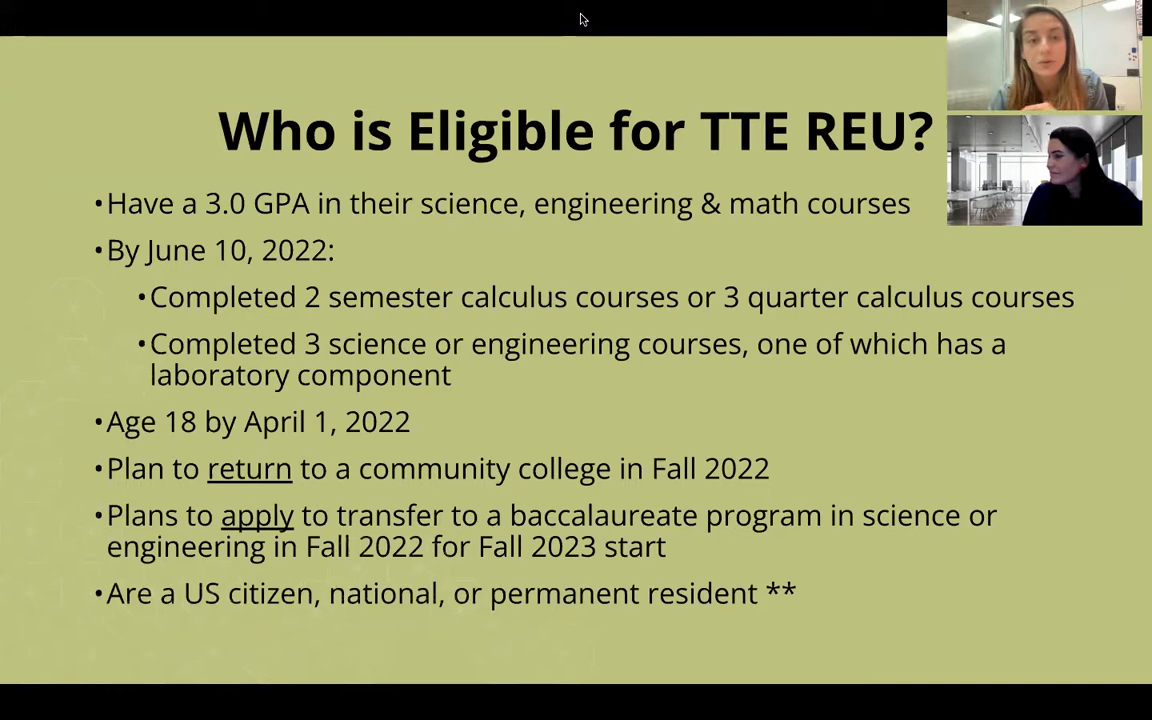 Who is Eligible for TTE REU?
•Have a 3.0 GPA in their science, engineering & math courses
•By June 10, 2022:
•Completed 2 semester calculus courses or 3 quarter calculus courses
•Completed 3 science or engineering courses, one of which has a
laboratory component
•Age 18 by April 1, 2022
•Plan to return to a community college in Fall 2022
•Plans to apply to transfer to a baccalaureate program in science or
engineering in Fall 2022 for Fall 2023 start
•Are a US citizen, national, or permanent resident **